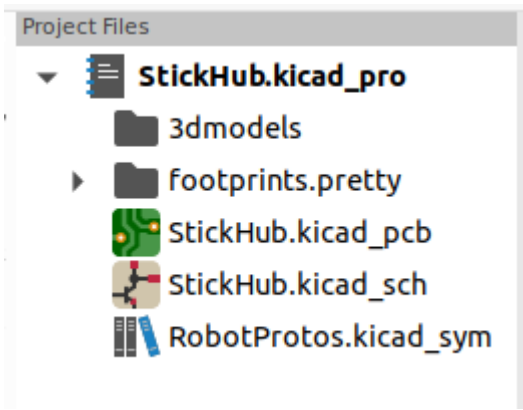 Project Files
StickHub.kicad_pro
3dmodels
footprints.pretty
StickHub.kicad_pcb
StickHub.kicad_sch
RobotProtos.kicad_sym